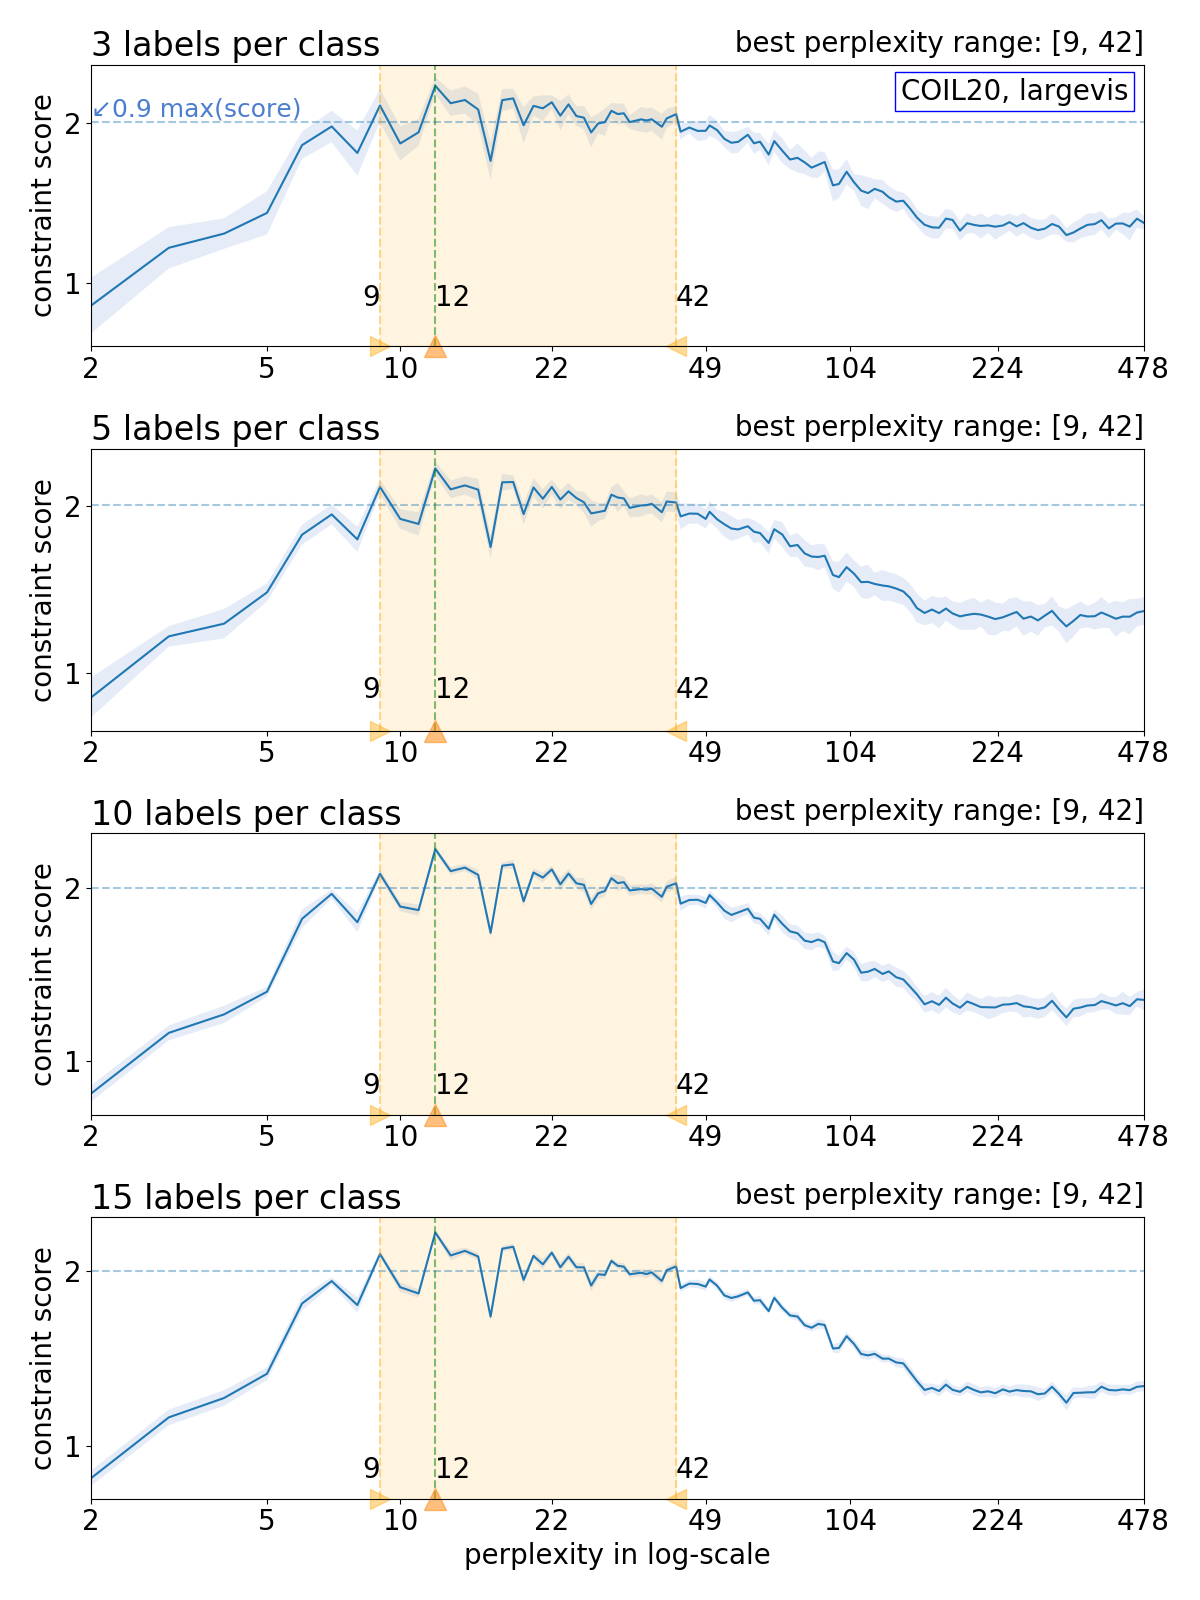 3 labels per class
best perplexity range: [9, 42]
COIL20, largevis
↙0.9 max(score)
constraint score
2
1
9
12
42
2 5 10 22 49 104 224 478
5 labels per class
best perplexity range: [9, 42]
constraint score
2
1
9
12
42
2 5 10 22 49 104 224 478
10 labels per class
best perplexity range: [9, 42]
constraint score
2
1
9
12
42
2 5 10 22 49 104 224 478
15 labels per class
best perplexity range: [9, 42]
constraint score
2
1
9
12
42
2 5 10 22 49 104 224 478
perplexity in log-scale